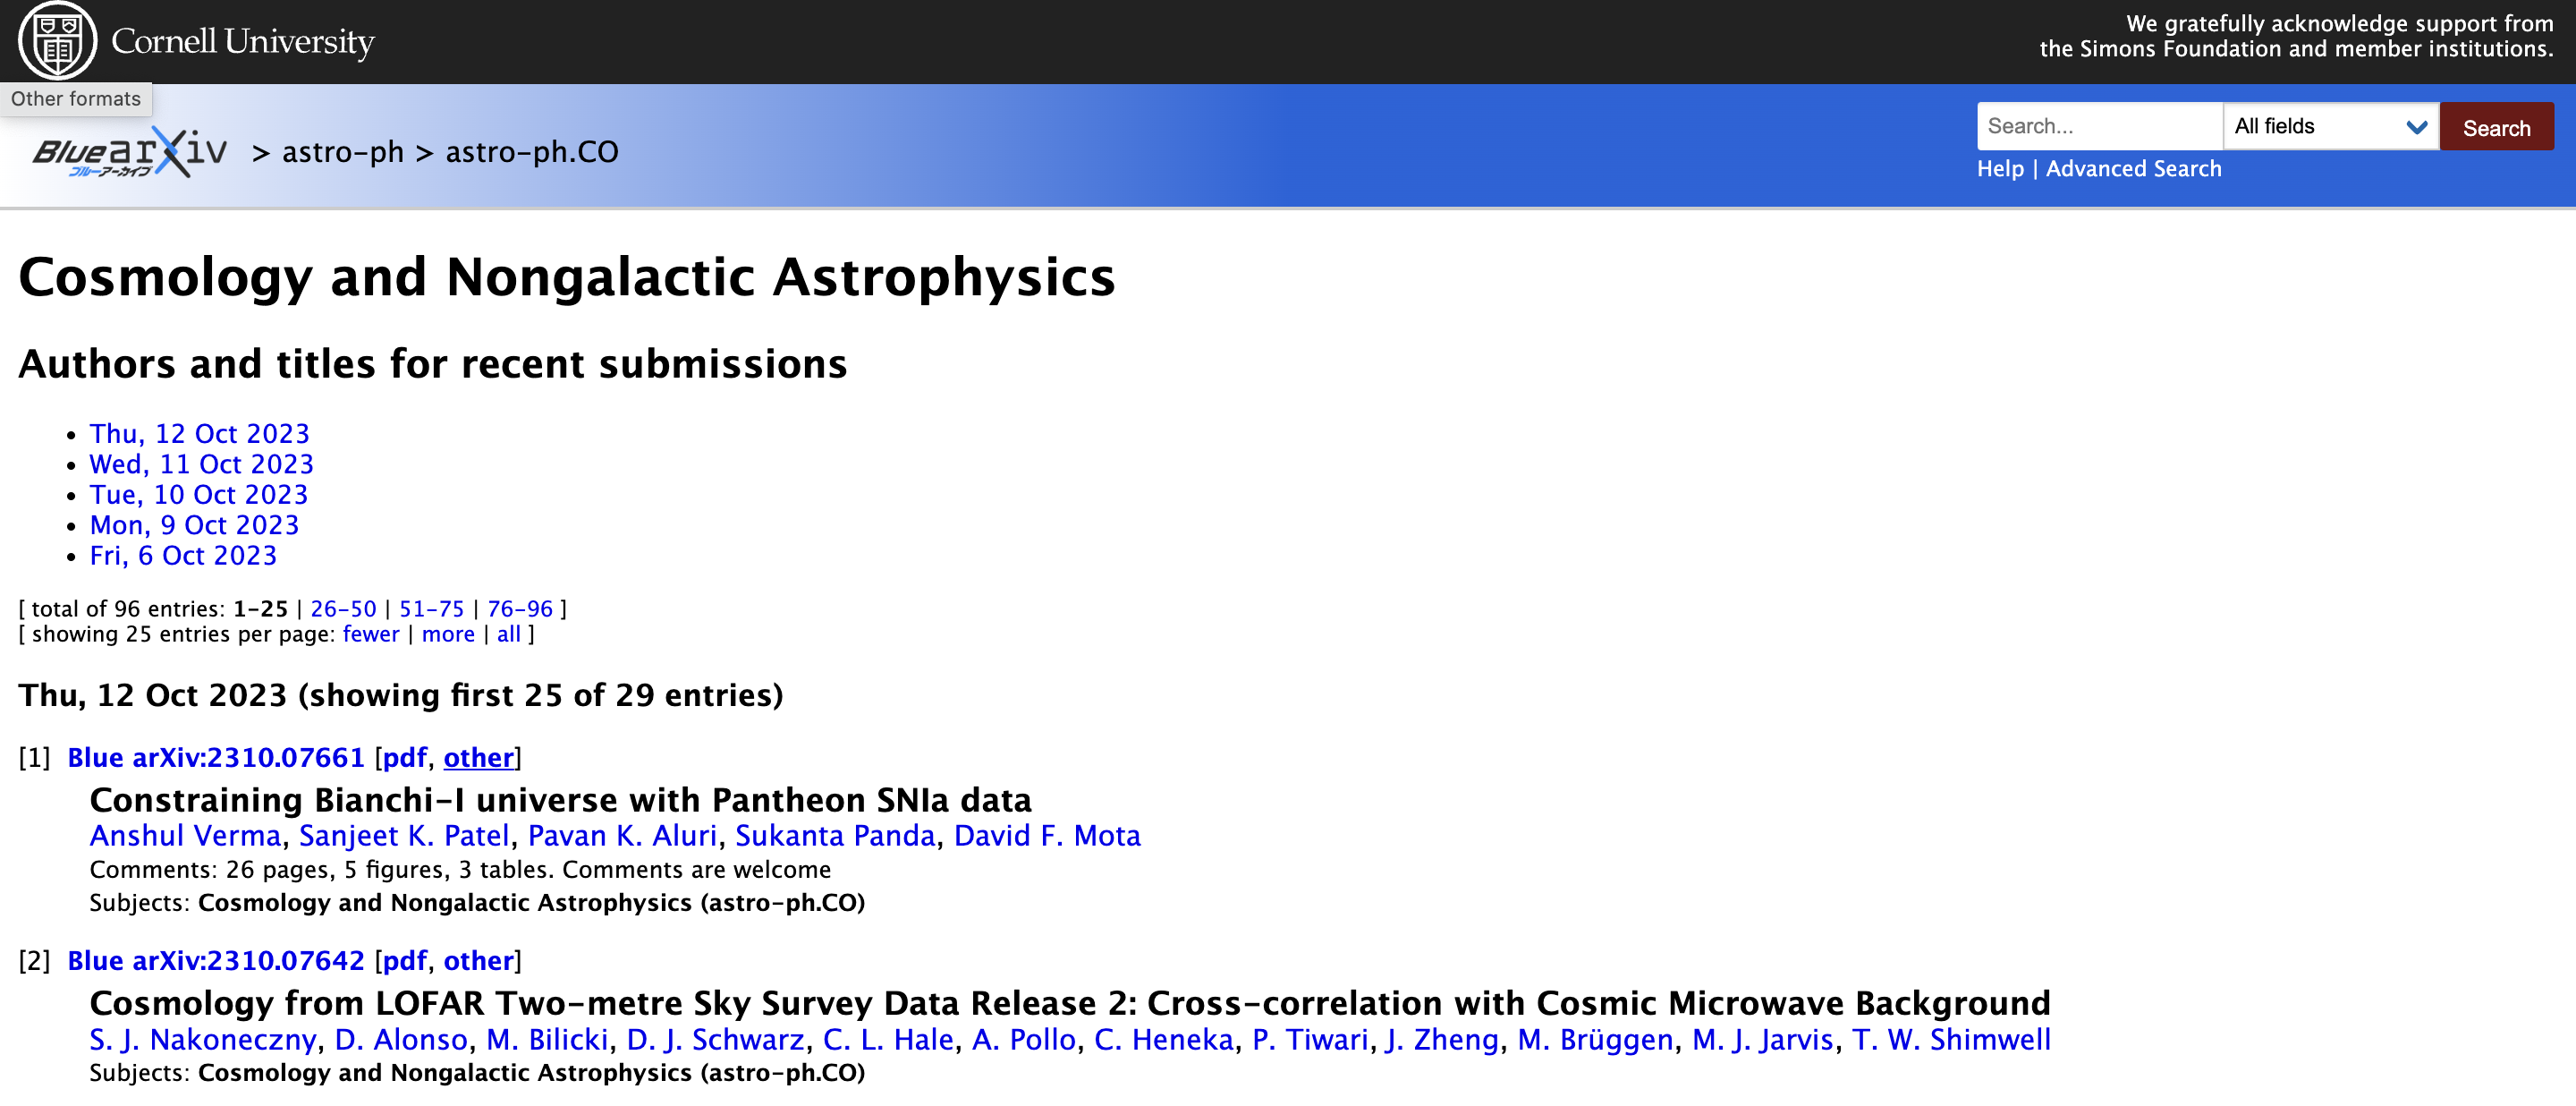 Cornell University
We gratefully acknowledge support from
the Simons Foundation and member institutions.
Other formats
Blue arXiv
ブルーアーカイブ
> astro-ph > astro-ph.CO
Search...
All fields
Search
Help | Advanced Search
Cosmology and Nongalactic Astrophysics
Authors and titles for recent submissions
• Thu, 12 Oct 2023
• Wed, 11 Oct 2023
• Tue, 10 Oct 2023
• Mon, 9 Oct 2023
• Fri, 6 Oct 2023
[ total of 96 entries: 1-25 | 26-50 | 51-75 | 76-96 ]
[ showing 25 entries per page: fewer | more | all ]
Thu, 12 Oct 2023 (showing first 25 of 29 entries)
[1] Blue arXiv:2310.07661 [pdf, other]
Constraining Bianchi-I universe with Pantheon SNIa data
Anshul Verma, Sanjeet K. Patel, Pavan K. Aluri, Sukanta Panda, David F. Mota
Comments: 26 pages, 5 figures, 3 tables. Comments are welcome
Subjects: Cosmology and Nongalactic Astrophysics (astro-ph.CO)
[2] Blue arXiv:2310.07642 [pdf, other]
Cosmology from LOFAR Two-metre Sky Survey Data Release 2: Cross-correlation with Cosmic Microwave Background
S. J. Nakoneczny, D. Alonso, M. Bilicki, D. J. Schwarz, C. L. Hale, A. Pollo, C. Heneka, P. Tiwari, J. Zheng, M. Brüggen, M. J. Jarvis, T. W. Shimwell
Subjects: Cosmology and Nongalactic Astrophysics (astro-ph.CO)